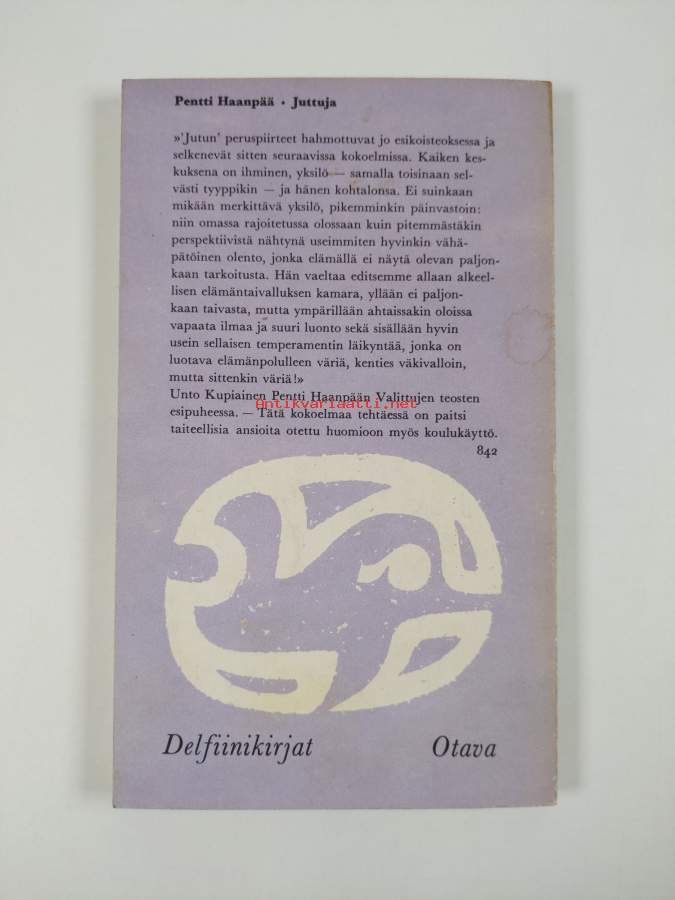 Pentti Haanpää • Juttuja
»'Jutun' peruspiirteet hahmottuvat jo esikoisteoksessa ja
selkenevät sitten seuraavissa kokoelmissa. Kaiken kes-
kuksena on ihminen, yksilö — samalla toisinaan sel-
västi tyyppikin — ja hänen kohtalonsa. Ei suinkaan
mikään merkittävä yksilö, pikemminkin päinvastoin:
niin omassa rajoitetussa olossaan kuin pitemmästäkin
perspektiivistä nähtynä useimmiten hyvinkin vähä-
pätöinen olento, jonka elämällä ei näytä olevan paljon-
kaan tarkoitusta. Hän vaeltaa editsemme allaan alkeel-
lisen elämäntaivalluksen kamara, yllään ei paljon-
kaan taivasta, mutta ympärillään ahtaissakin oloissa
vapaata ilmaa ja suuri luonto sekä sisällään hyvin
usein sellaisen temperamentin läikyntää, jonka on
luotava elämänpolulleen väriä, kenties väkivalloin,
mutta sittenkin väriä!»
Unto Kupiainen Pentti Haanpään Valittujen teosten
antikvariaatti.net
esipuheessa. — Tätä kokoelmaa tehtäessä on paitsi
taiteellisia ansioita otettu huomioon myös koulukäyttö.
842
Delfiinikirjat Otava